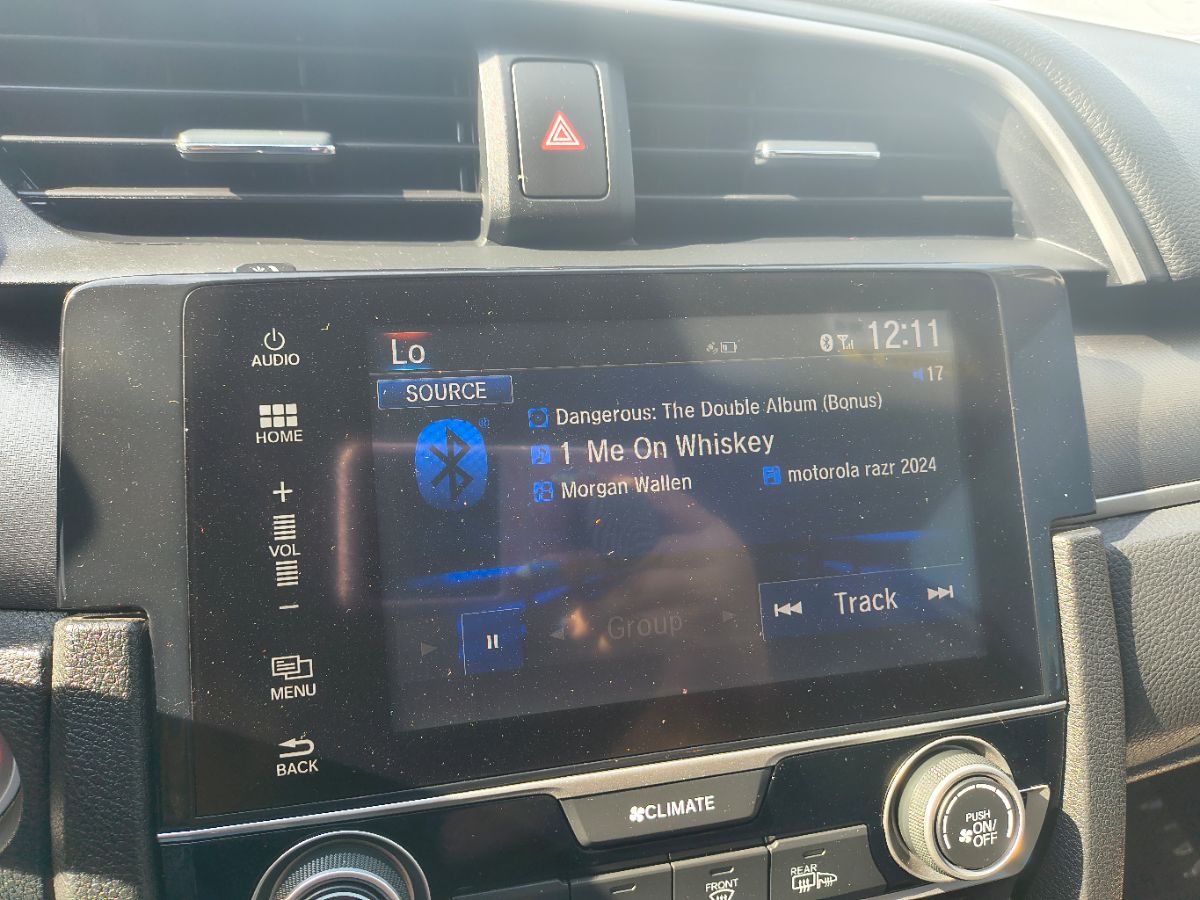 12:11
Lo
17
AUDIO
SOURCE
Dangerous: The Double Album (Bonus)
HOME
1 Me On Whiskey
Morgan Wallen
motorola razr 2024
+
VOL
−
Group
Track
MENU
BACK
CLIMATE
PUSH
ON/
OFF
REAR
FRONT